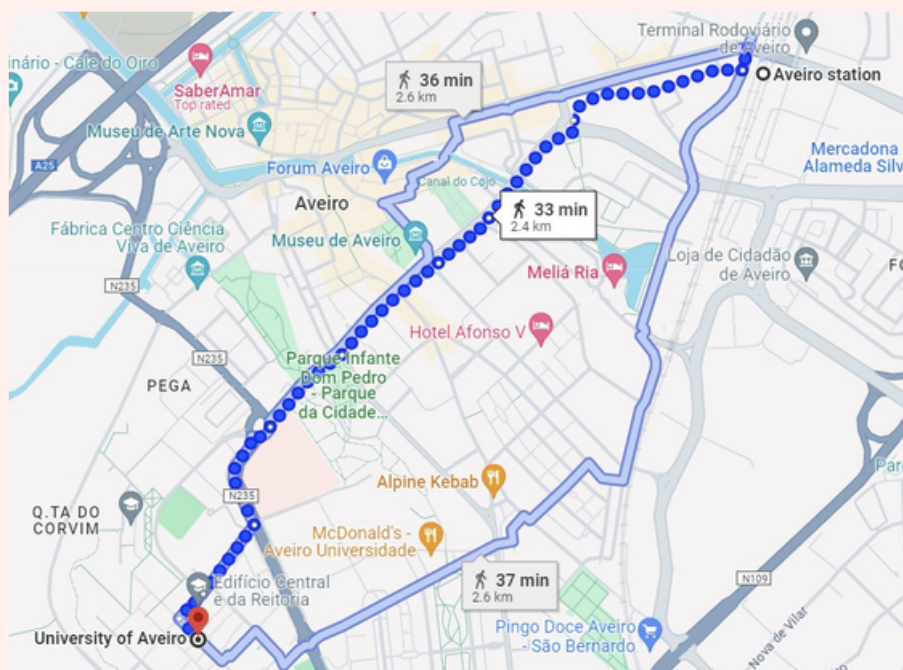 Terminal Rodoviário
de Aveiro
inário - Cale do Oiro
SaberAmar
Top rated
36 min
2.6 km
Aveiro station
Museu de Arte Nova
Mercadona
Alameda Silv
A25
Forum Aveiro
Canal do Cojo
Aveiro
33 min
2.4 km
Fábrica Centro Ciência
Viva de Aveiro
Museu de Aveiro
Loja de Cidadão
de Aveiro
FO
Meliá Ria
N235
Hotel Afonso V
N235
Parque Infante
Dom Pedro
- Parque
da Cidade...
PEGA
Alpine Kebab
Par
N235
Q.TA DO
CORVIM
McDonald's -
Aveiro Universidade
37 min
2.6 km
N109
Edifício Central
e da Reitoria
University of Aveiro
Pingo Doce Aveiro
- São Bernardo
Nova de Vilar